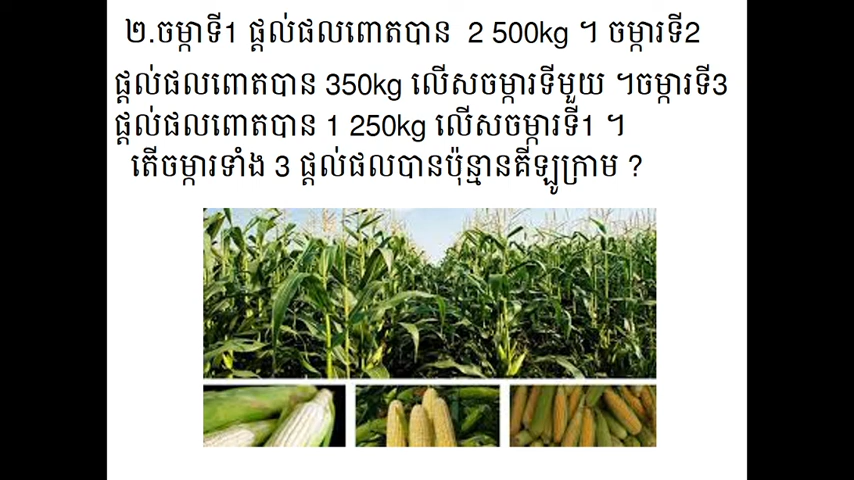 ២.ចម្កាទី1 ផ្តល់ផលពោតបាន 2 500kg ។ ចម្ការទី2
ផ្តល់ផលពោតបាន 350kg លើសចម្ការទីមួយ ។ចម្ការទី3
ផ្តល់ផលពោតបាន 1 250kg លើសចម្ការទី1 ។
តើចម្ការទាំង 3 ផ្តល់ផលបានប៉ុន្មានគីឡូក្រាម ?